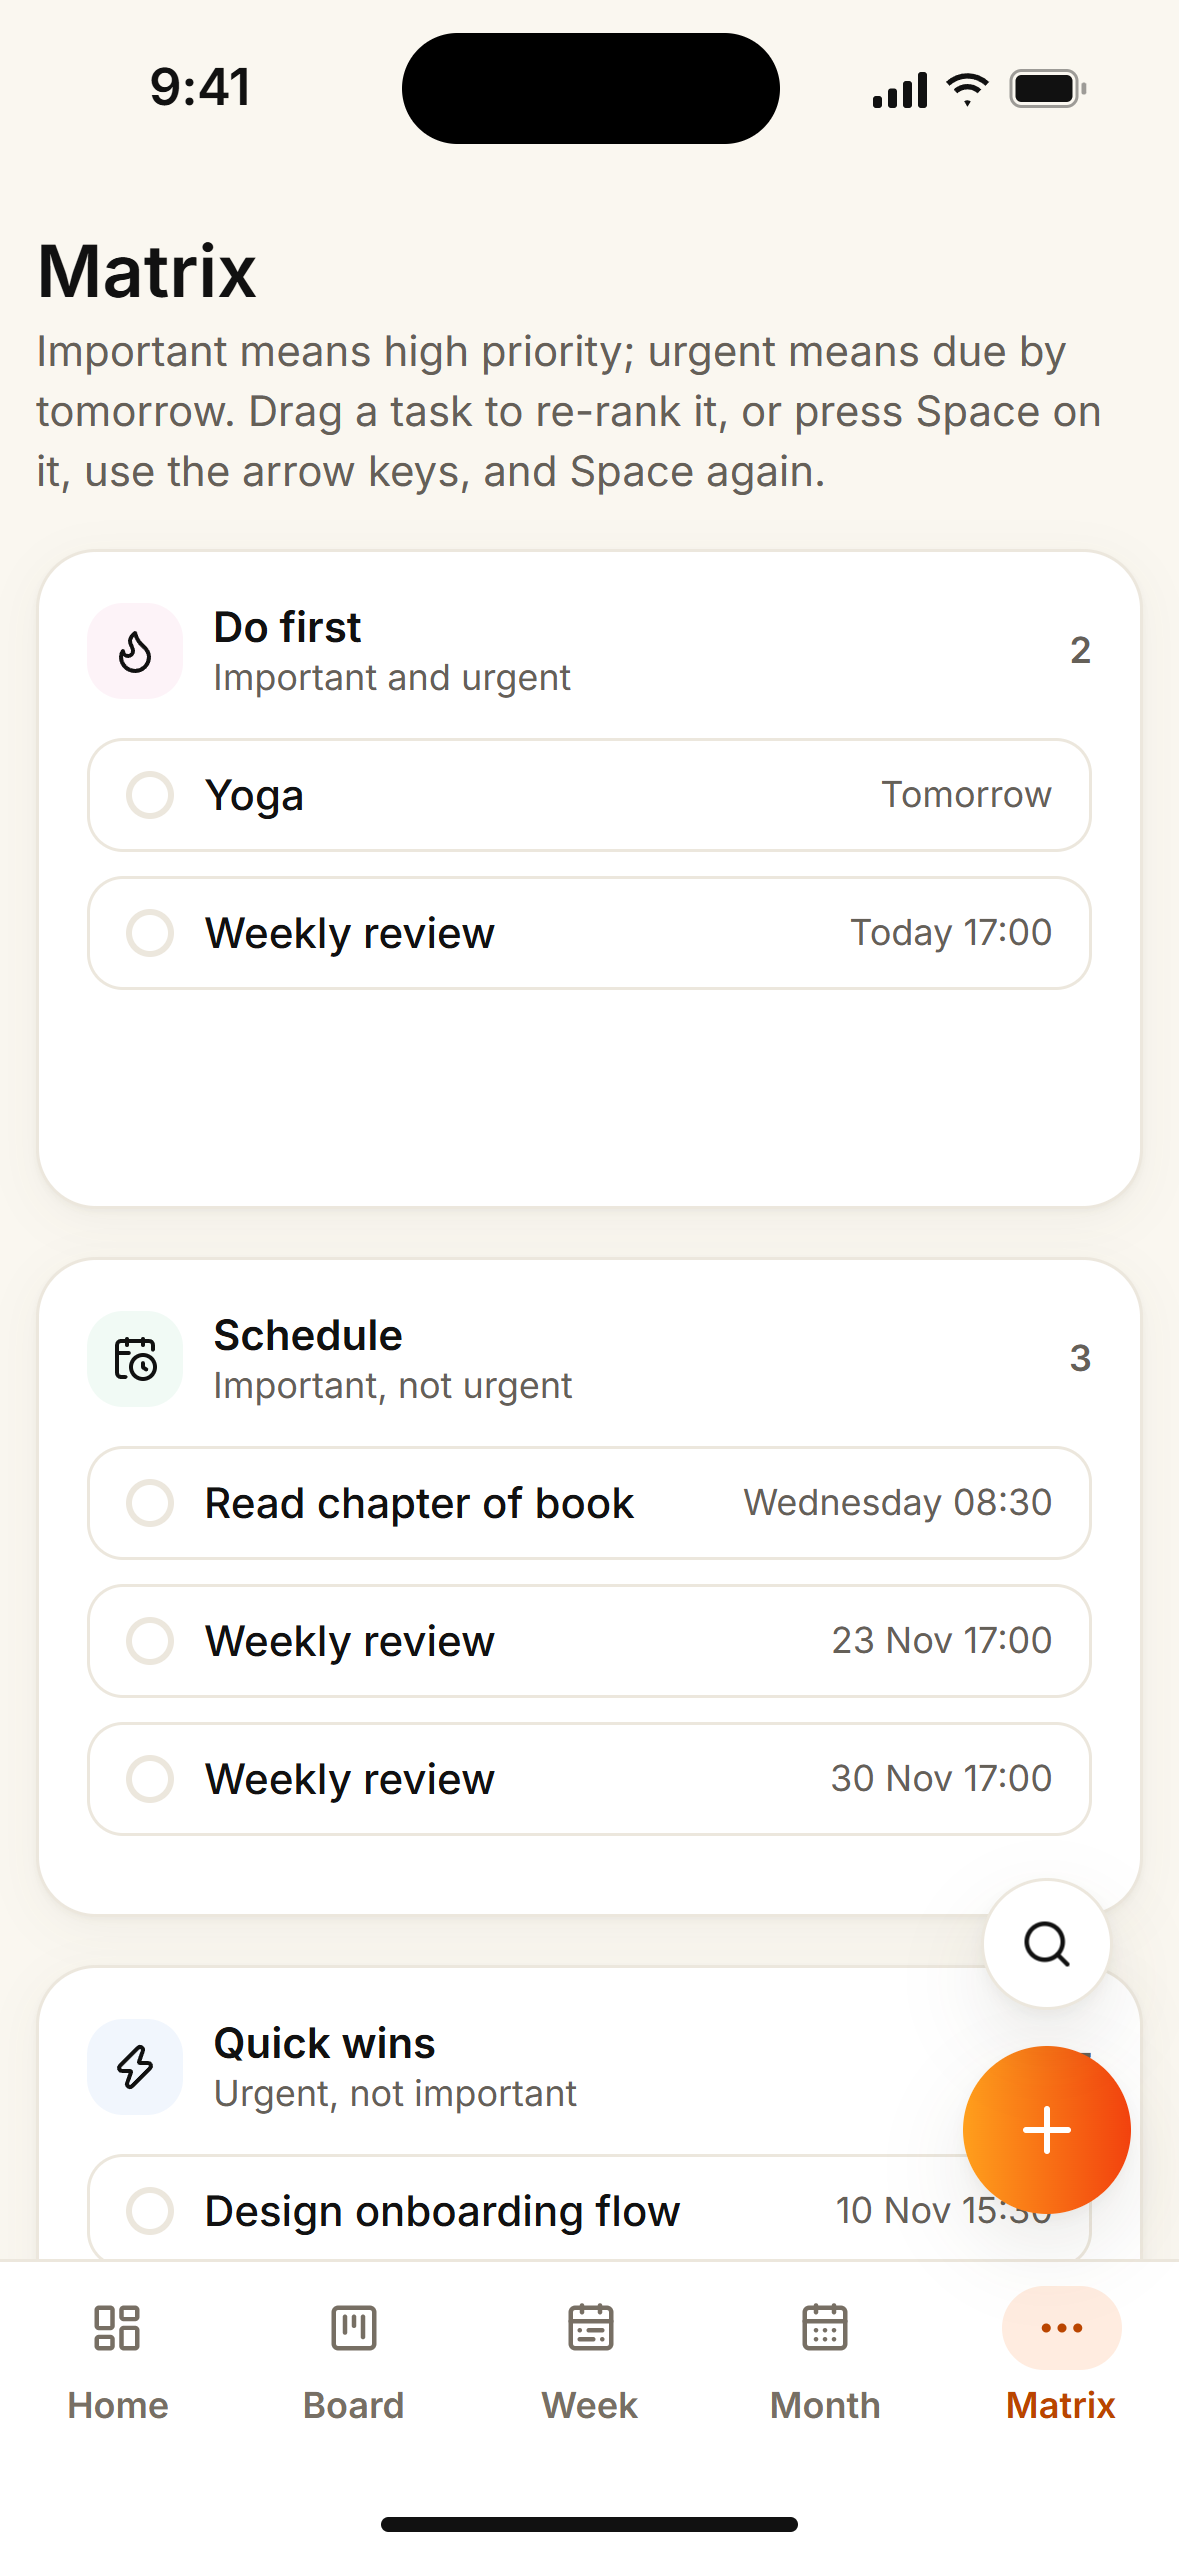 9:41
Matrix
Important means high priority; urgent means due by
tomorrow. Drag a task to re-rank it, or press Space on
it, use the arrow keys, and Space again.
Do first
2
Important and urgent
Yoga
Tomorrow
Weekly review
Today 17:00
Schedule
3
Important, not urgent
Read chapter of book
Wednesday 08:30
Weekly review
23 Nov 17:00
Weekly review
30 Nov 17:00
Quick wins
Urgent, not important
Design onboarding flow
10 Nov 15:30
Home
Board
Week
Month
Matrix